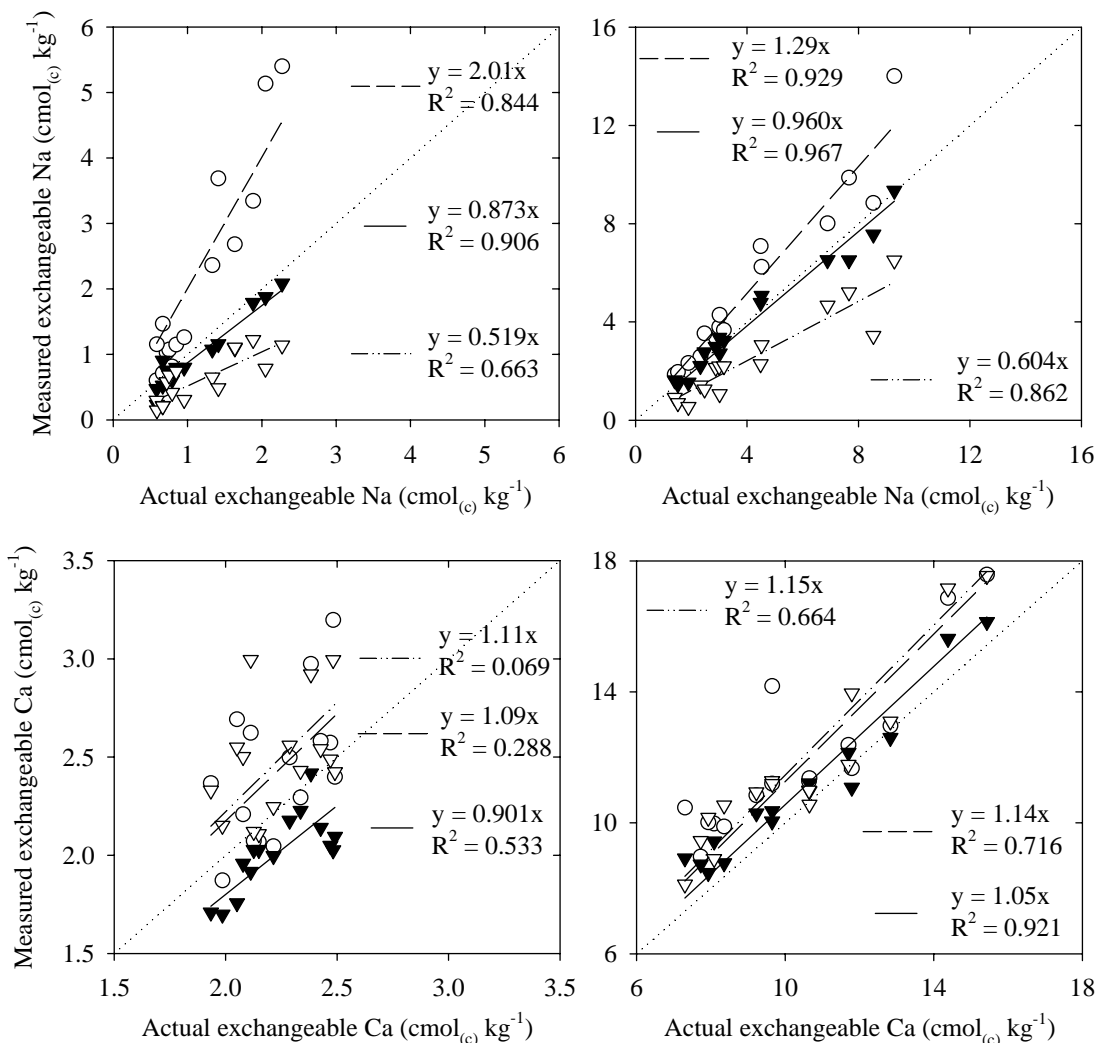 Measured exchangeable Na (cmol(c) kg-1)
6
5
4
3
2
1
0
y = 2.01x
R2 = 0.844
y = 0.873x
R2 = 0.906
y = 0.519x
R2 = 0.663
0 1 2 3 4 5 6
Actual exchangeable Na (cmol(c) kg-1)
16
12
8
4
0
y = 1.29x
R2 = 0.929
y = 0.960x
R2 = 0.967
y = 0.604x
R2 = 0.862
0 4 8 12 16
Actual exchangeable Na (cmol(c) kg-1)
Measured exchangeable Ca (cmol(c) kg-1)
3.5
3.0
2.5
2.0
1.5
y = 1.11x
R2 = 0.069
y = 1.09x
R2 = 0.288
y = 0.901x
R2 = 0.533
1.5 2.0 2.5 3.0 3.5
Actual exchangeable Ca (cmol(c) kg-1)
18
14
10
6
y = 1.15x
R2 = 0.664
y = 1.14x
R2 = 0.716
y = 1.05x
R2 = 0.921
6 10 14 18
Actual exchangeable Ca (cmol(c) kg-1)